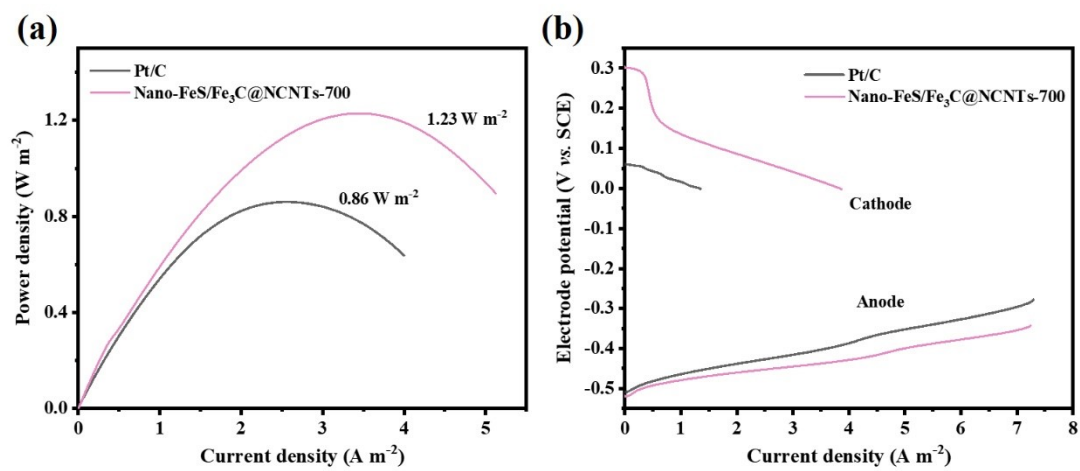 (a)
Pt/C
Nano-FeS/Fe₃C@NCNTs-700
1.23 W m⁻²
0.86 W m⁻²
Power density (W m⁻²)
1.2
0.8
0.4
0.0
0 1 2 3 4 5
Current density (A m⁻²)
(b)
Pt/C
Nano-FeS/Fe₃C@NCNTs-700
Cathode
Anode
Electrode potential (V vs. SCE)
0.3
0.2
0.1
0.0
-0.1
-0.2
-0.3
-0.4
-0.5
0 1 2 3 4 5 6 7 8
Current density (A m⁻²)